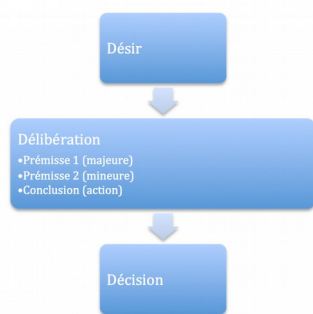 Désir
Délibération
•Prémisse 1 (majeure)
•Prémisse 2 (mineure)
•Conclusion (action)
Décision